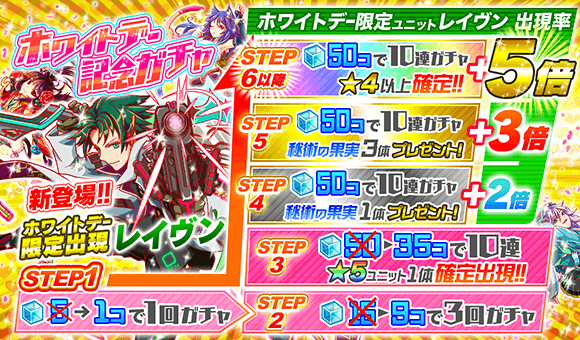 ホワイトデー
記念ガチャ
新登場!!
ホワイトデー
限定出現
レイヴン
ホワイトデー限定ユニットレイヴン 出現率
STEP
6以降
50コで10連ガチャ
★4以上確定!!
+5倍
STEP
5
50コで10連ガチャ
秘術の果実3体プレゼント!
+3倍
STEP
4
50コで10連ガチャ
秘術の果実1体プレゼント!
+2倍
STEP
3
50▶35コで10連
★5ユニット1体確定出現!!
STEP1
5→1コで1回ガチャ
STEP
2
15▶9コで3回ガチャ